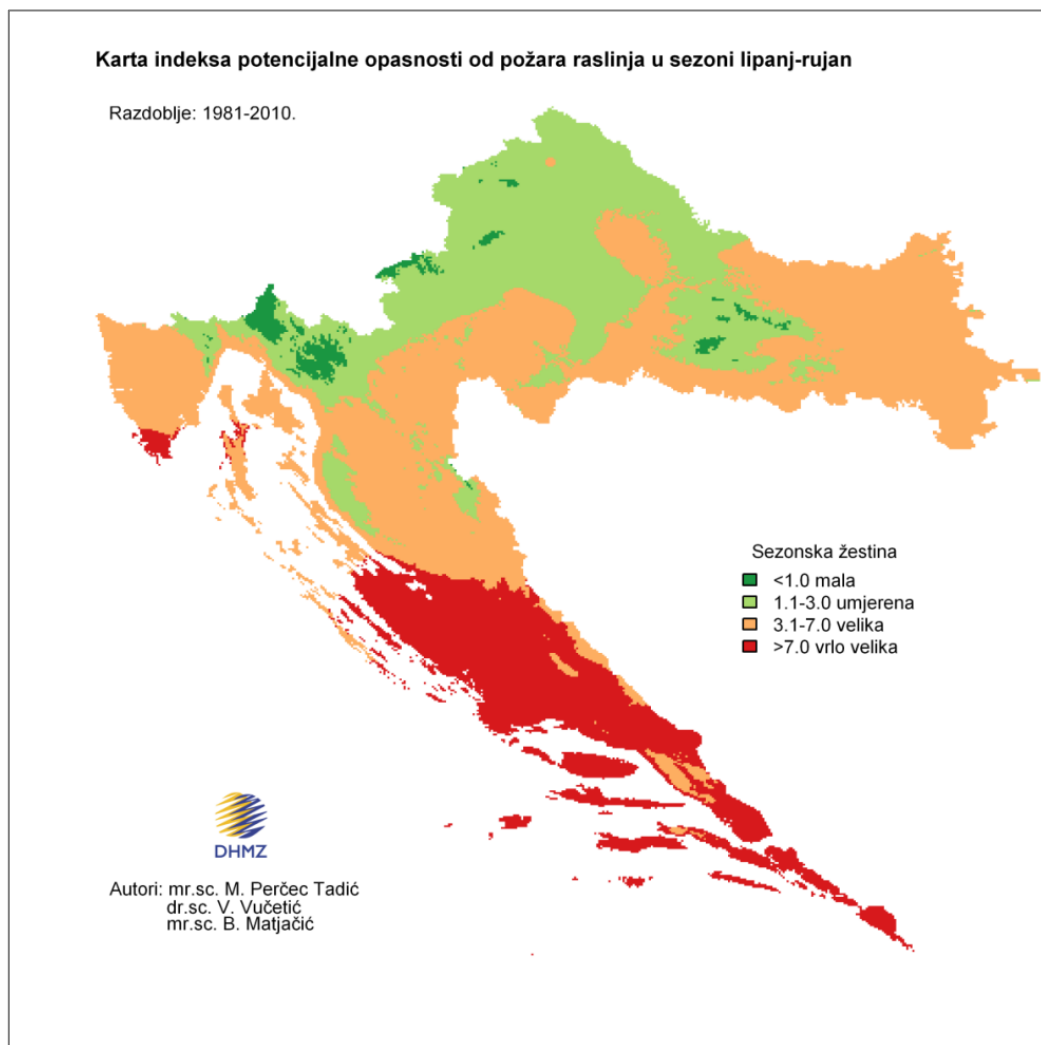 Karta indeksa potencijalne opasnosti od požara raslinja u sezoni lipanj-rujan
Razdoblje: 1981-2010.
Sezonska žestina
<1.0 mala
1.1-3.0 umjerena
3.1-7.0 velika
>7.0 vrlo velika
DHMZ
Autori: mr.sc. M. Perčec Tadić
dr.sc. V. Vučetić
mr.sc. B. Matjačić